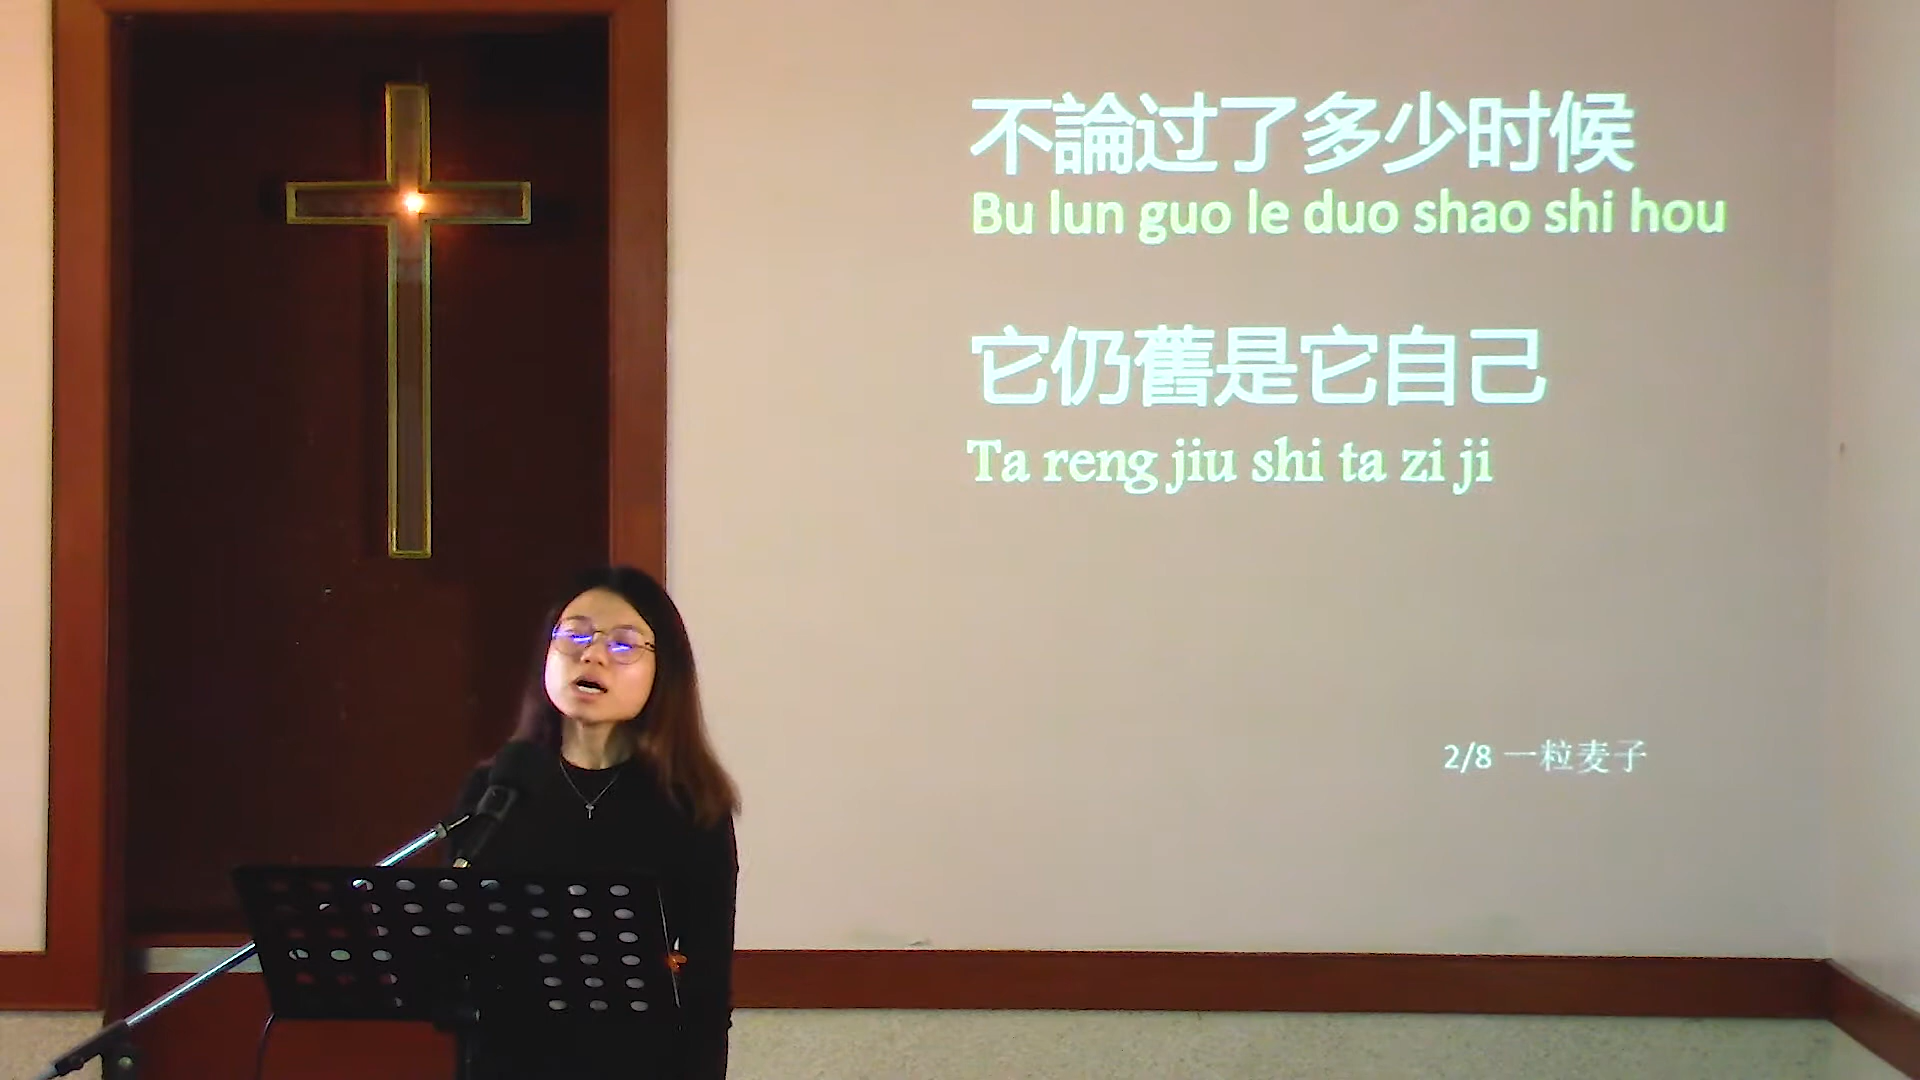 不論过了多少时候
Bu lun guo le duo shao shi hou
它仍舊是它自己
Ta reng jiu shi ta zi ji
2/8 一粒麦子